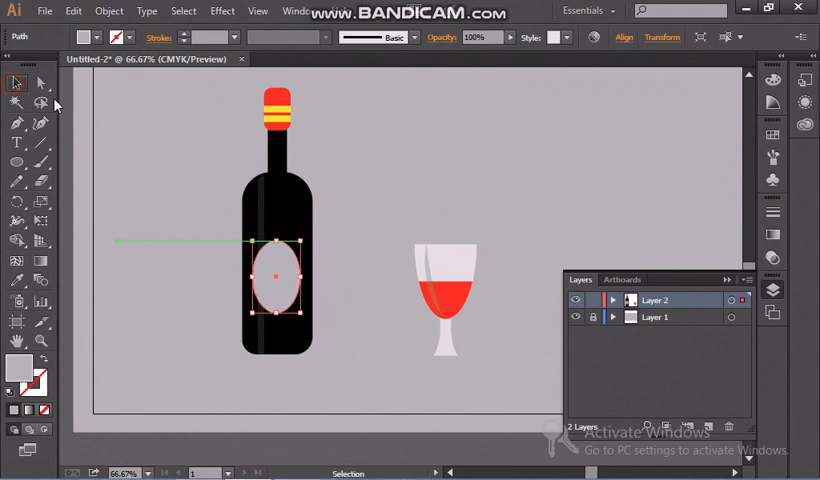 Ai File Edit Object Type Select Effect View Window Essentials
WWW.BANDICAM.COM
Path Stroke: Basic Opacity: 100% Style: Align Transform
Untitled-2* @ 66.67% (CMYK/Preview) ×
Layers Artboards
Layer 2
Layer 1
2 Layers
Activate Windows
Go to PC settings to activate Windows.
66.67% 1 Selection